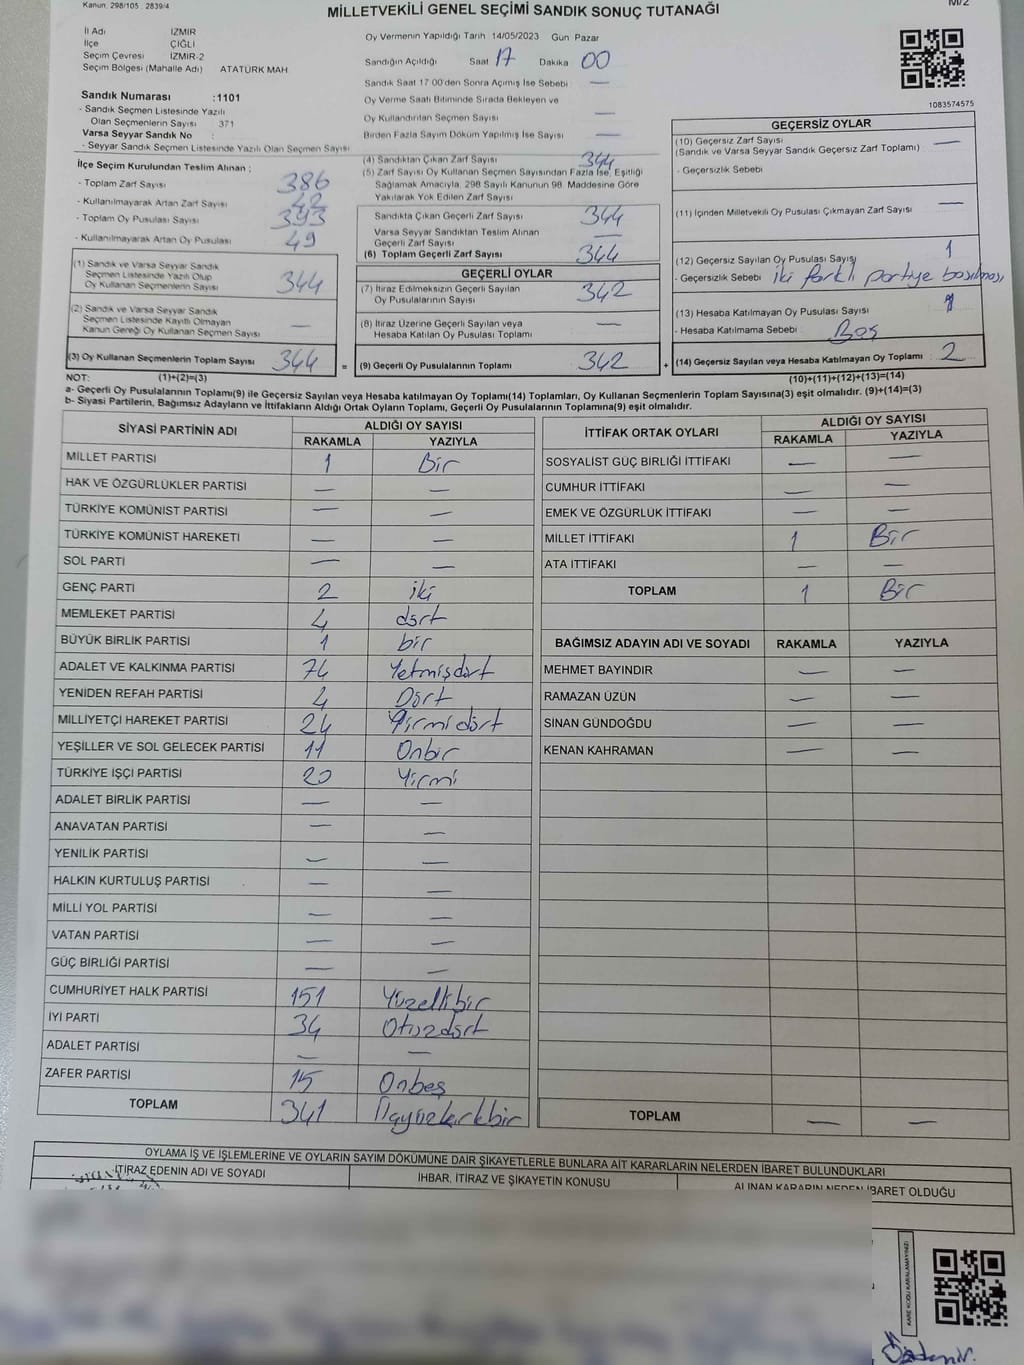 Kanun. 298/105 . 2839/4
M/2
MİLLETVEKİLİ GENEL SEÇİMİ SANDIK SONUÇ TUTANAĞI
İl Adı İZMİR
İlçe ÇİĞLİ
Seçim Çevresi İZMİR-2
Seçim Bölgesi (Mahalle Adı) ATATÜRK MAH
Sandık Numarası :1101
- Sandık Seçmen Listesinde Yazılı
Olan Seçmenlerin Sayısı 371
Varsa Seyyar Sandık No :
- Seyyar Sandık Seçmen Listesinde Yazılı Olan Seçmen Sayısı
İlçe Seçim Kurulundan Teslim Alınan ;
- Toplam Zarf Sayısı 386
- Kullanılmayarak Artan Zarf Sayısı 42
- Toplam Oy Pusulası Sayısı 393
- Kullanılmayarak Artan Oy Pusulası 49
(1) Sandık ve Varsa Seyyar Sandık
Seçmen Listesinde Yazılı Olup
Oy Kullanan Seçmenlerin Sayısı 344
(2) Sandık ve Varsa Seyyar Sandık
Seçmen Listesinde Kayıtlı Olmayan
Kanun Gereği Oy Kullanan Seçmen Sayısı —
(3) Oy Kullanan Seçmenlerin Toplam Sayısı 344 =
Oy Vermenin Yapıldığı Tarih 14/05/2023 Gün Pazar
Sandığın Açıldığı Saat 17 Dakika 00
Sandık Saat 17 00'den Sonra Açımış İse Sebebi —
Oy Verme Saati Bitiminde Sırada Bekleyen ve
Oy Kullandırılan Seçmen Sayısı —
Birden Fazla Sayım Döküm Yapılmış İse Sayısı —
(4) Sandıktan Çıkan Zarf Sayısı 344
(5) Zarf Sayısı Oy Kullanan Seçmen Sayısından Fazla İse, Eşitliği
Sağlamak Amacıyla, 298 Sayılı Kanunun 98. Maddesine Göre
Yakılarak Yok Edilen Zarf Sayısı
Sandıkta Çıkan Geçerli Zarf Sayısı 344
Varsa Seyyar Sandıktan Teslim Alınan
Geçerli Zarf Sayısı —
(6) Toplam Geçerli Zarf Sayısı 344
GEÇERLİ OYLAR
(7) İtiraz Edilmeksizin Geçerli Sayılan
Oy Pusulalarının Sayısı 342
(8) İtiraz Üzerine Geçerli Sayılan veya
Hesaba Katılan Oy Pusulası Toplamı —
(9) Geçerli Oy Pusulalarının Toplamı 342 +
1083574575
GEÇERSİZ OYLAR
(10) Geçersiz Zarf Sayısı —
(Sandık ve Varsa Seyyar Sandık Geçersiz Zarf Toplamı)
- Geçersizlik Sebebi
(11) İçinden Milletvekili Oy Pusulası Çıkmayan Zarf Sayısı —
(12) Geçersiz Sayılan Oy Pusulası Sayısı 1
- Geçersizlik Sebebi iki farklı partiye basılması
(13) Hesaba Katılmayan Oy Pusulası Sayısı 1
- Hesaba Katılmama Sebebi Boş
(14) Geçersiz Sayılan veya Hesaba Katılmayan Oy Toplamı 2
NOT: (1)+(2)=(3)
(10)+(11)+(12)+(13)=(14)
a- Geçerli Oy Pusulalarının Toplamı(9) ile Geçersiz Sayılan veya Hesaba katılmayan Oy Toplamı(14) Toplamları, Oy Kullanan Seçmenlerin Toplam Sayısına(3) eşit olmalıdır. (9)+(14)=(3)
b- Siyasi Partilerin, Bağımsız Adayların ve İttifakların Aldığı Ortak Oyların Toplamı, Geçerli Oy Pusulalarının Toplamına(9) eşit olmalıdır.
SİYASİ PARTİNİN ADI ALDIĞI OY SAYISI
RAKAMLA YAZIYLA
MİLLET PARTİSİ 1 Bir
HAK VE ÖZGÜRLÜKLER PARTİSİ — —
TÜRKİYE KOMÜNİST PARTİSİ — —
TÜRKİYE KOMÜNİST HAREKETİ — —
SOL PARTİ — —
GENÇ PARTİ 2 iki
MEMLEKET PARTİSİ 4 dört
BÜYÜK BİRLİK PARTİSİ 1 bir
ADALET VE KALKINMA PARTİSİ 74 Yetmişdört
YENİDEN REFAH PARTİSİ 4 Dört
MİLLİYETÇİ HAREKET PARTİSİ 24 Yirmi dört
YEŞİLLER VE SOL GELECEK PARTİSİ 11 Onbir
TÜRKİYE İŞÇİ PARTİSİ 20 Yirmi
ADALET BİRLİK PARTİSİ — —
ANAVATAN PARTİSİ — —
YENİLİK PARTİSİ — —
HALKIN KURTULUŞ PARTİSİ — —
MİLLİ YOL PARTİSİ — —
VATAN PARTİSİ — —
GÜÇ BİRLİĞİ PARTİSİ — —
CUMHURİYET HALK PARTİSİ 151 Yüzellibir
İYİ PARTİ 34 Otuzdört
ADALET PARTİSİ — —
ZAFER PARTİSİ 15 Onbeş
TOPLAM 341 Üçyüzkırkbir
İTTİFAK ORTAK OYLARI ALDIĞI OY SAYISI
RAKAMLA YAZIYLA
SOSYALİST GÜÇ BİRLİĞİ İTTİFAKI — —
CUMHUR İTTİFAKI — —
EMEK VE ÖZGÜRLÜK İTTİFAKI — —
MİLLET İTTİFAKI 1 Bir
ATA İTTİFAKI — —
TOPLAM 1 Bir
BAĞIMSIZ ADAYIN ADI VE SOYADI RAKAMLA YAZIYLA
MEHMET BAYINDIR — —
RAMAZAN ÜZÜN — —
SİNAN GÜNDOĞDU — —
KENAN KAHRAMAN — —
TOPLAM — —
OYLAMA İŞ VE İŞLEMLERİNE VE OYLARIN SAYIM DÖKÜMÜNE DAİR ŞİKAYETLERLE BUNLARA AİT KARARLARIN NELERDEN İBARET BULUNDUKLARI
İTİRAZ EDENİN ADI VE SOYADI İHBAR, İTİRAZ VE ŞİKAYETİN KONUSU ALINAN KARARIN NEDEN İBARET OLDUĞU
KARE KODU KARALAMAYINIZ!